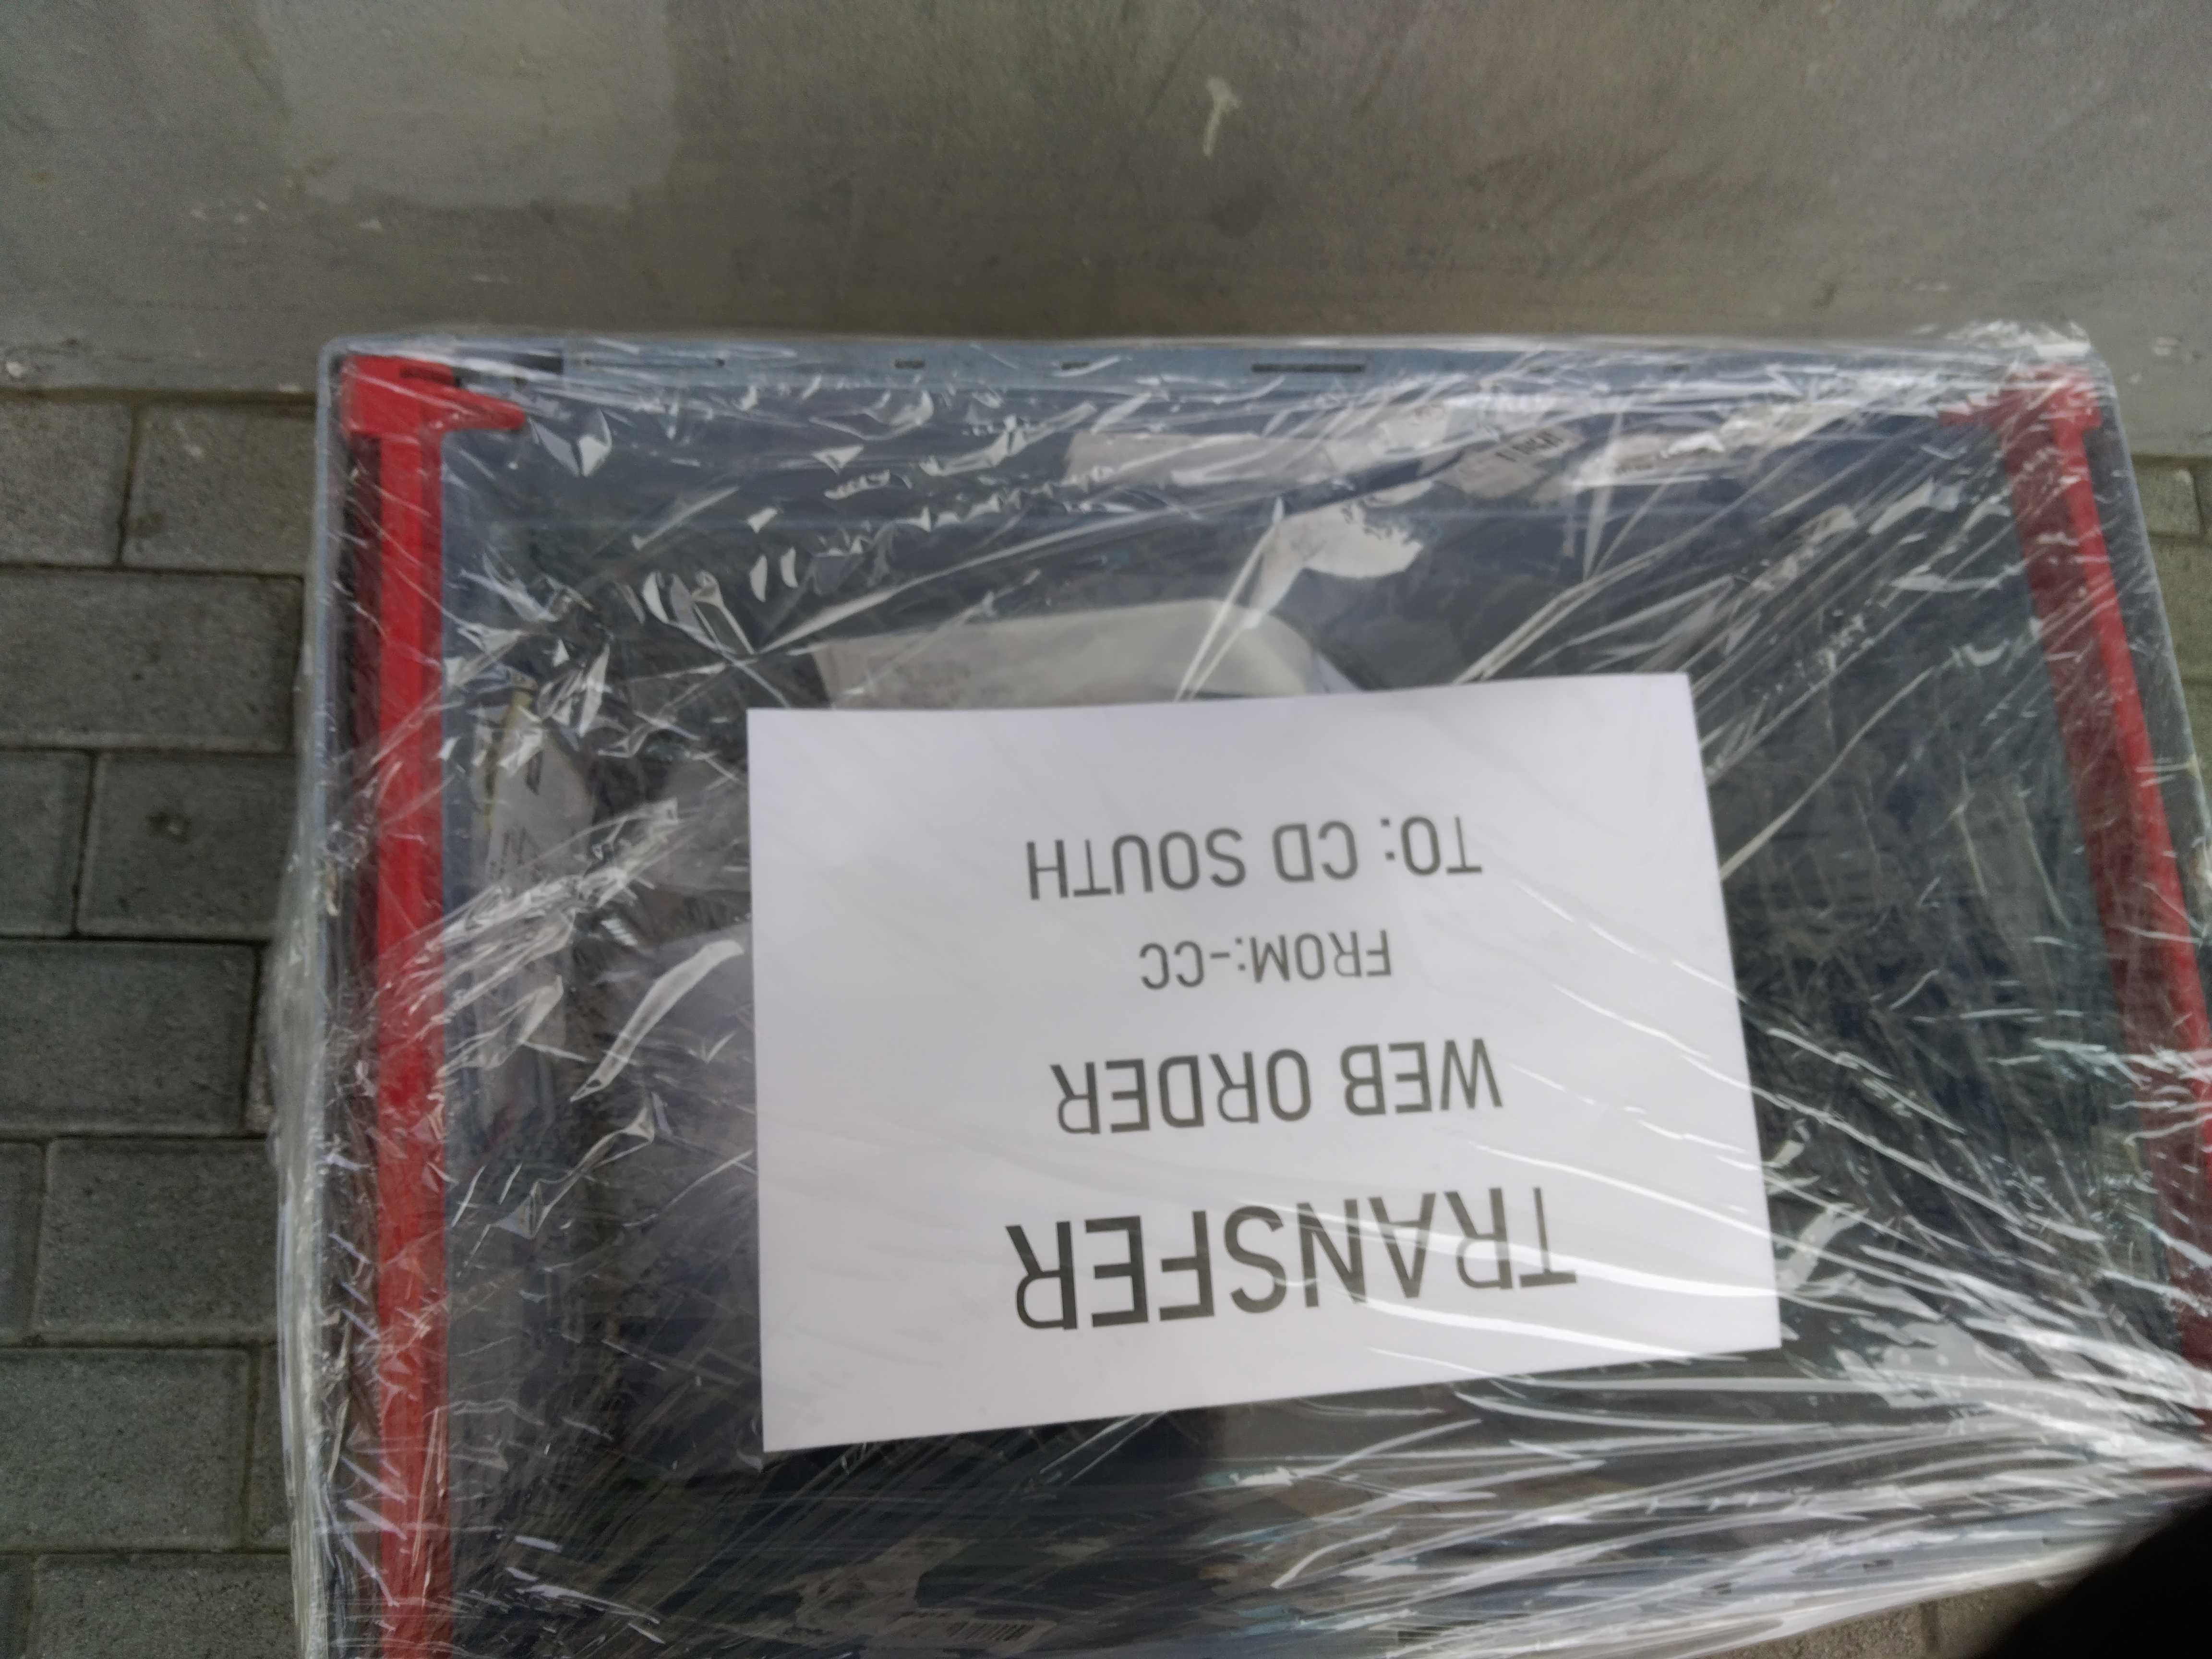 TRANSFER
WEB ORDER
FROM:-CC
TO: CD SOUTH